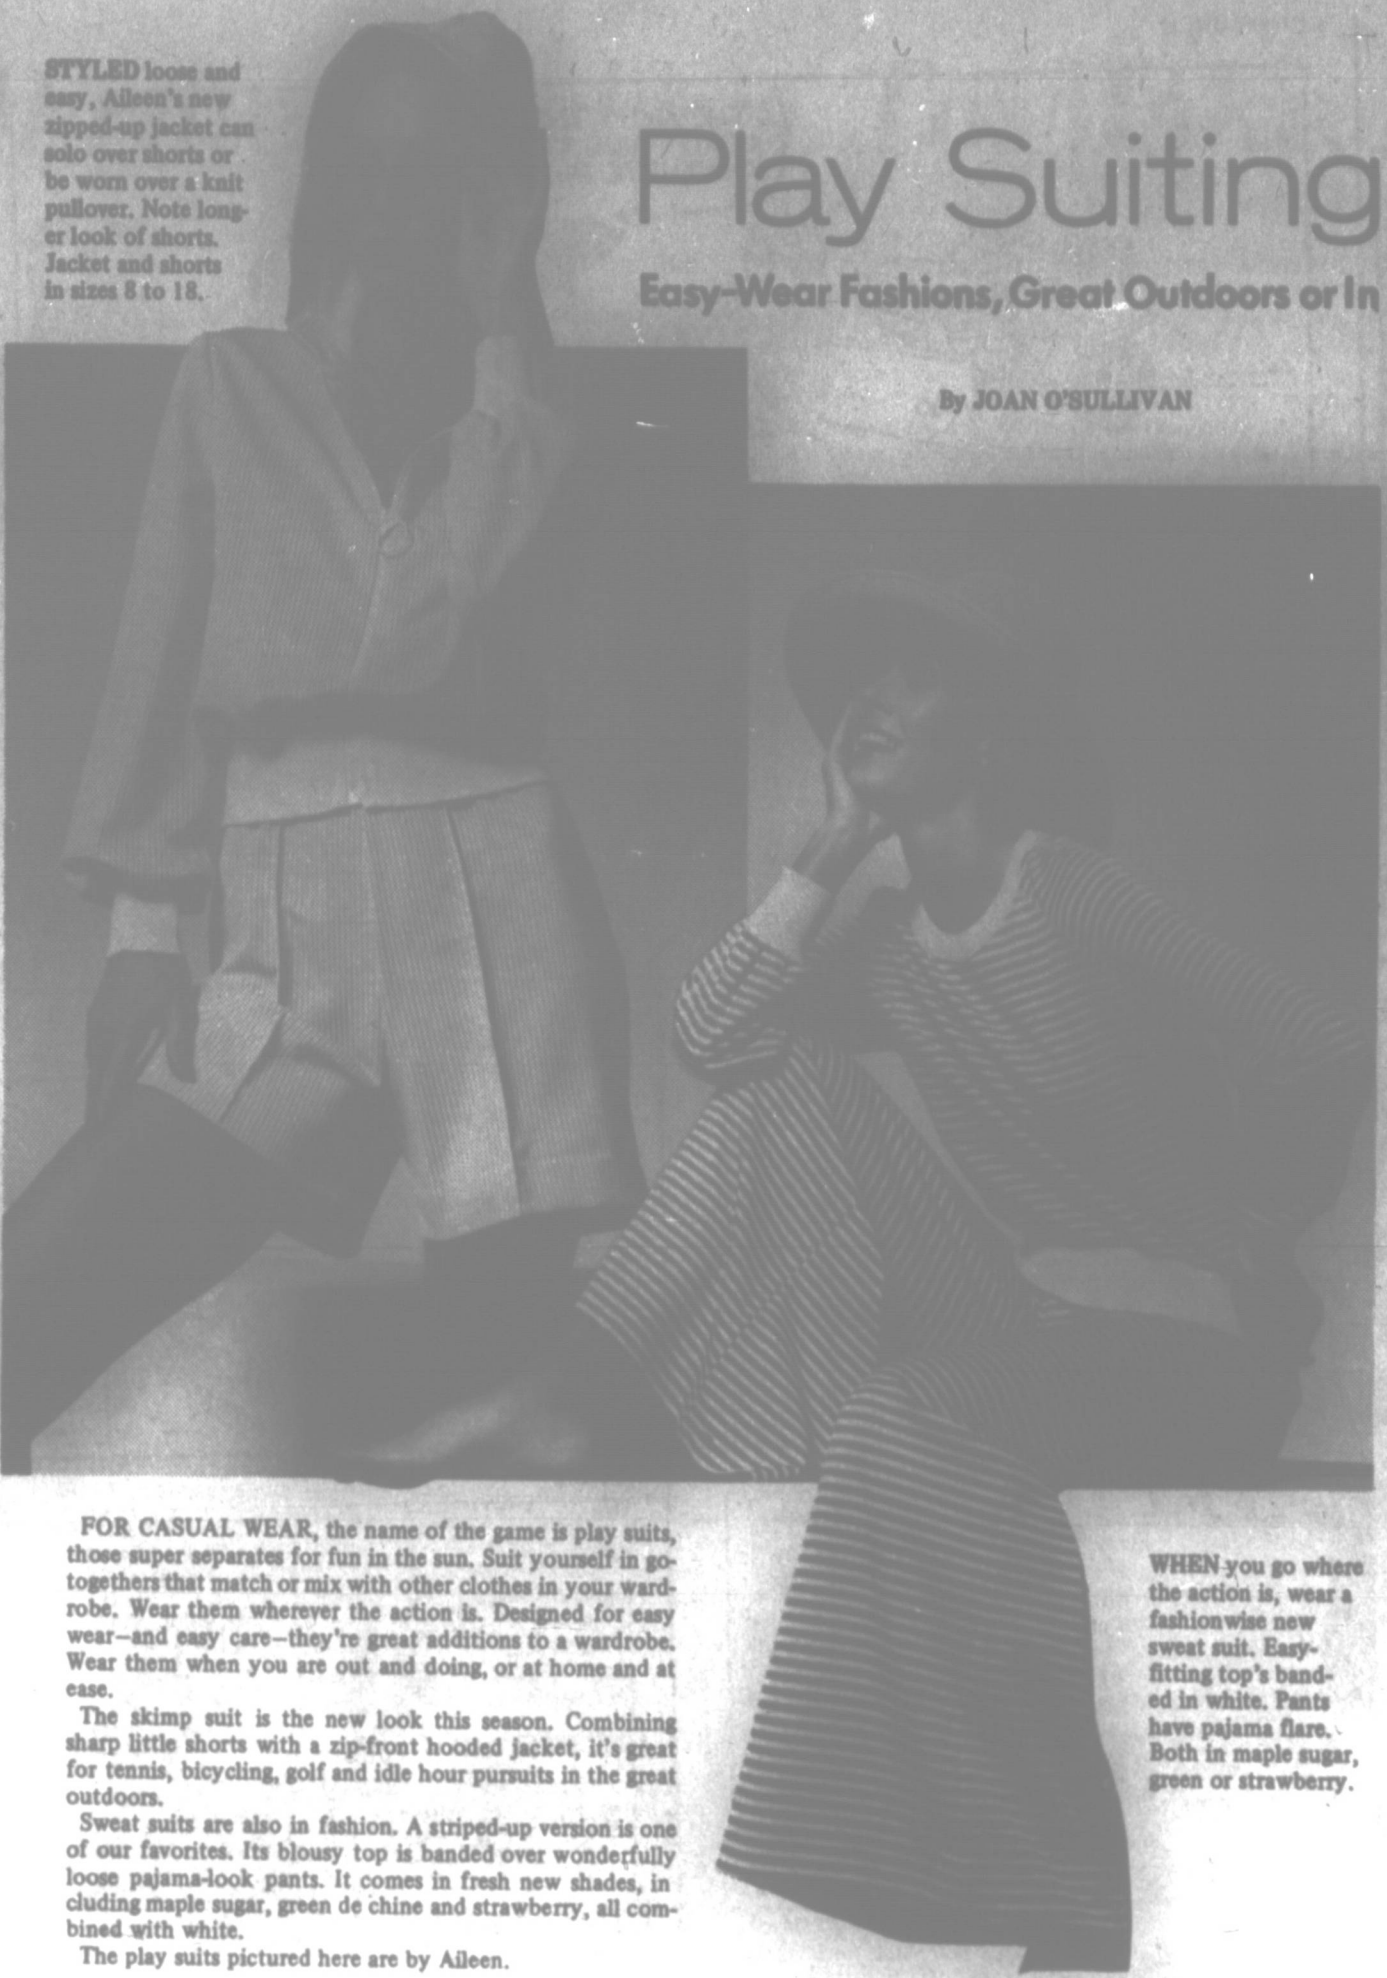 STYLED loose and
easy, Aileen's new
zipped-up jacket can
solo over shorts or
be worn over a knit
pullover. Note long-
er look of shorts.
Jacket and shorts
in sizes 8 to 18.
Play Suiting
Easy-Wear Fashions, Great Outdoors or In
By JOAN O'SULLIVAN
FOR CASUAL WEAR, the name of the game is play suits,
those super separates for fun in the sun. Suit yourself in go-
togethers that match or mix with other clothes in your ward-
robe. Wear them wherever the action is. Designed for easy
wear—and easy care—they're great additions to a wardrobe.
Wear them when you are out and doing, or at home and at
ease.
The skimp suit is the new look this season. Combining
sharp little shorts with a zip-front hooded jacket, it's great
for tennis, bicycling, golf and idle hour pursuits in the great
outdoors.
Sweat suits are also in fashion. A striped-up version is one
of our favorites. Its blousy top is banded over wonderfully
loose pajama-look pants. It comes in fresh new shades, in
cluding maple sugar, green de chine and strawberry, all com-
bined with white.
The play suits pictured here are by Aileen.
WHEN you go where
the action is, wear a
fashionwise new
sweat suit. Easy-
fitting top's band-
ed in white. Pants
have pajama flare.
Both in maple sugar,
green or strawberry.